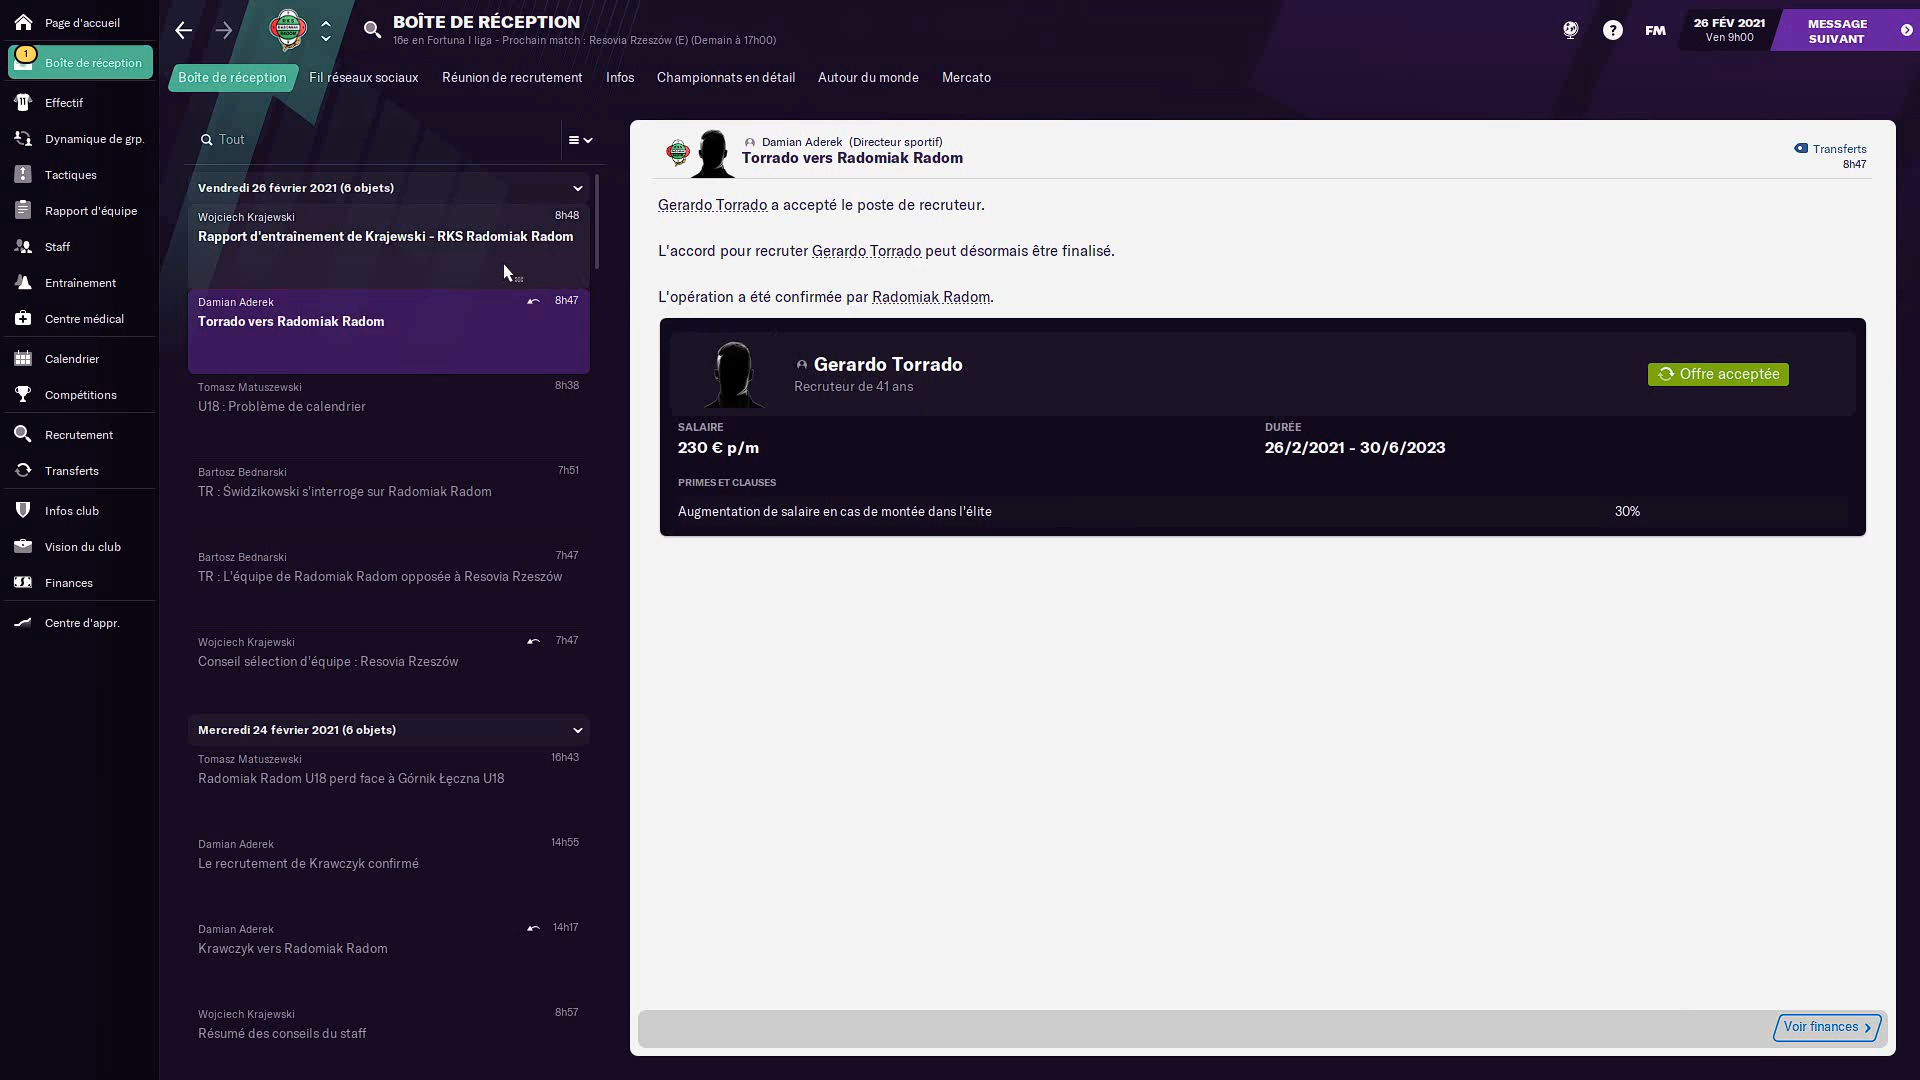 Page d'accueil
1
Boîte de réception
Effectif
Dynamique de grp.
Tactiques
Rapport d'équipe
Staff
Entraînement
Centre médical
Calendrier
Compétitions
Recrutement
Transferts
Infos club
Vision du club
Finances
Centre d'appr.
BOÎTE DE RÉCEPTION
16e en Fortuna I liga - Prochain match : Resovia Rzeszów (E) (Demain à 17h00)
FM
26 FÉV 2021
Ven 9h00
MESSAGE
SUIVANT
Boîte de réception Fil réseaux sociaux Réunion de recrutement Infos Championnats en détail Autour du monde Mercato
Tout
Vendredi 26 février 2021 (6 objets)
Wojciech Krajewski 8h48
Rapport d'entraînement de Krajewski - RKS Radomiak Radom
Damian Aderek 8h47
Torrado vers Radomiak Radom
Tomasz Matuszewski 8h38
U18 : Problème de calendrier
Bartosz Bednarski 7h51
TR : Świdzikowski s'interroge sur Radomiak Radom
Bartosz Bednarski 7h47
TR : L'équipe de Radomiak Radom opposée à Resovia Rzeszów
Wojciech Krajewski 7h47
Conseil sélection d'équipe : Resovia Rzeszów
Mercredi 24 février 2021 (6 objets)
Tomasz Matuszewski 16h43
Radomiak Radom U18 perd face à Górnik Łęczna U18
Damian Aderek 14h55
Le recrutement de Krawczyk confirmé
Damian Aderek 14h17
Krawczyk vers Radomiak Radom
Wojciech Krajewski 8h57
Résumé des conseils du staff
Damian Aderek (Directeur sportif)
Torrado vers Radomiak Radom
Transferts
8h47
Gerardo Torrado a accepté le poste de recruteur.
L'accord pour recruter Gerardo Torrado peut désormais être finalisé.
L'opération a été confirmée par Radomiak Radom.
Gerardo Torrado
Recruteur de 41 ans
Offre acceptée
SALAIRE DURÉE
230 € p/m 26/2/2021 - 30/6/2023
PRIMES ET CLAUSES
Augmentation de salaire en cas de montée dans l'élite 30%
Voir finances